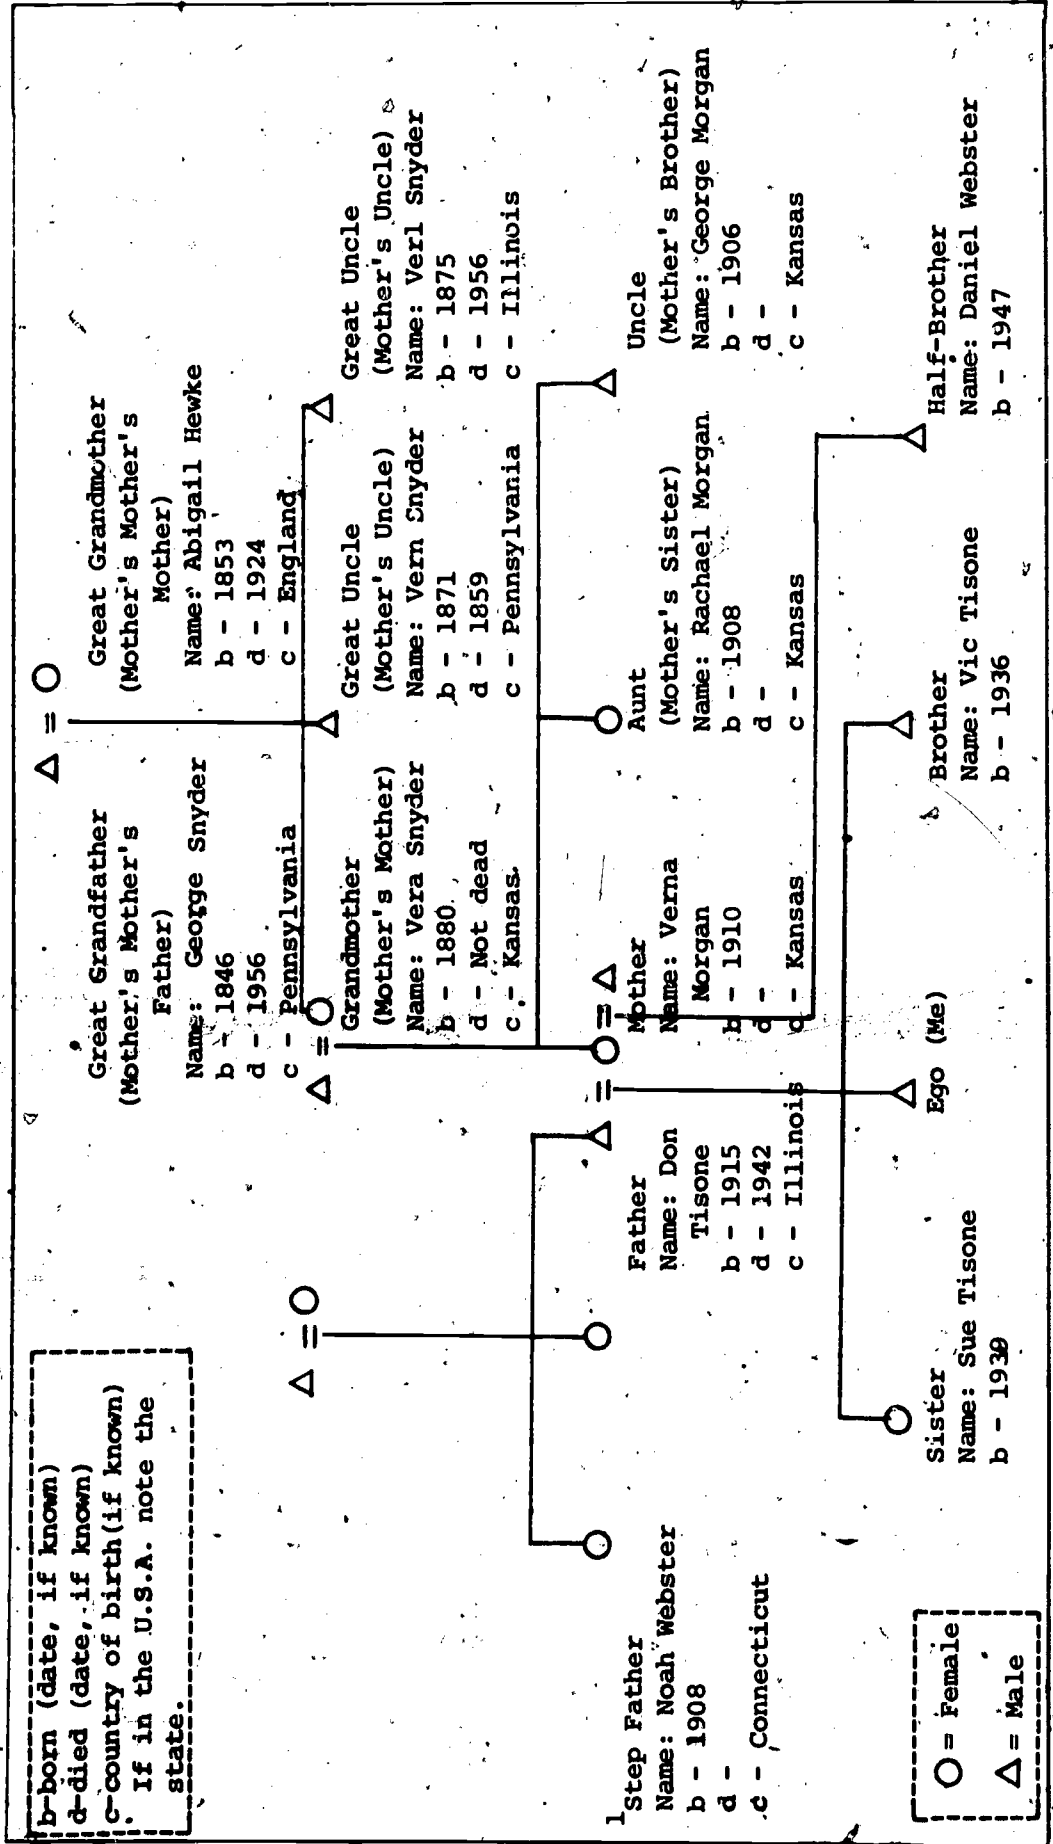 b-born (date, if known)
d-died (date, if known)
c-country of birth(if known)
If in the U.S.A. note the
state.
Great Grandfather
(Mother's Mother's
Father)
Name: George Snyder
b - 1846
d - 1956
c - Pennsylvania
Great Grandmother
(Mother's Mother's
Mother)
Name: Abigail Hewke
b - 1853
d - 1924
c - England
Grandmother
(Mother's Mother)
Name: Vera Snyder
b - 1880
d - Not dead
c - Kansas
Great Uncle
(Mother's Uncle)
Name: Vern Snyder
b - 1871
d - 1859
c - Pennsylvania
Great Uncle
(Mother's Uncle)
Name: Verl Snyder
b - 1875
d - 1956
c - Illinois
1
Step Father
Name: Noah Webster
b - 1908
d -
c - Connecticut
Father
Name: Don
Tisone
b - 1915
d - 1942
c - Illinois
Mother
Name: Verna
Morgan
b - 1910
d -
c - Kansas
Aunt
(Mother's Sister)
Name: Rachael Morgan
b - 1908
d -
c - Kansas
Uncle
(Mother's Brother)
Name: George Morgan
b - 1906
d -
c - Kansas
Sister
Name: Sue Tisone
b - 1939
Ego (Me)
Brother
Name: Vic Tisone
b - 1936
Half-Brother
Name: Daniel Webster
b - 1947
O = Female
△ = Male